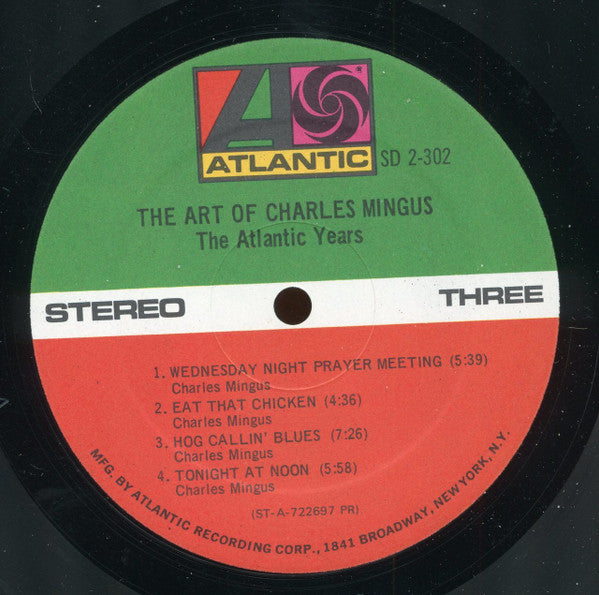 ATLANTIC
SD 2-302
THE ART OF CHARLES MINGUS
The Atlantic Years
STEREO
THREE
1. WEDNESDAY NIGHT PRAYER MEETING (5:39)
Charles Mingus
2. EAT THAT CHICKEN (4:36)
Charles Mingus
3. HOG CALLIN' BLUES (7:26)
Charles Mingus
4. TONIGHT AT NOON (5:58)
Charles Mingus
(ST-A-722697 PR)
MFG. BY ATLANTIC RECORDING CORP., 1841 BROADWAY, NEW YORK, N.Y.